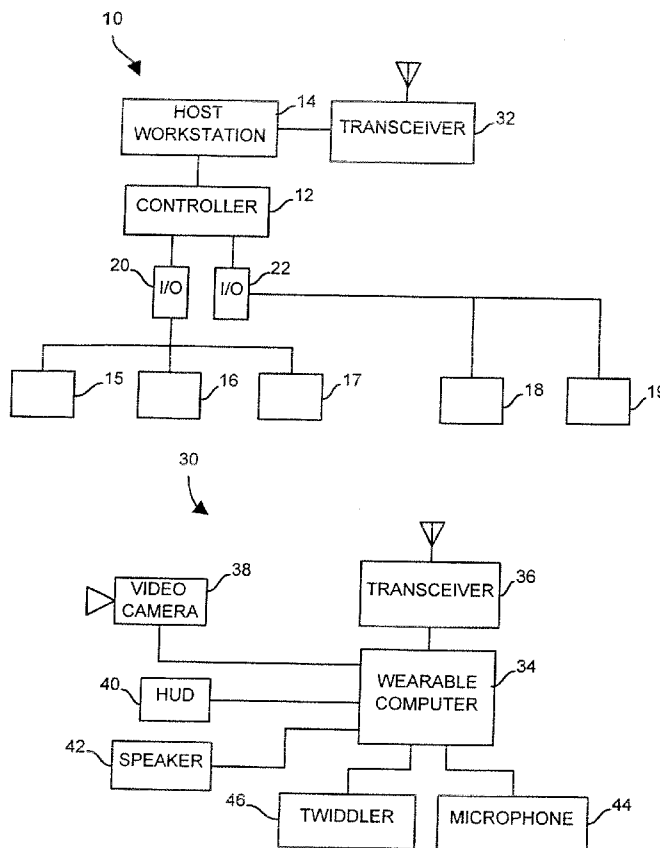 10
HOST
WORKSTATION
14
TRANSCEIVER
32
CONTROLLER
12
20
I/O
I/O
22
15
16
17
18
19
30
VIDEO
CAMERA
38
TRANSCEIVER
36
40
HUD
WEARABLE
COMPUTER
34
42
SPEAKER
46
TWIDDLER
MICROPHONE
44